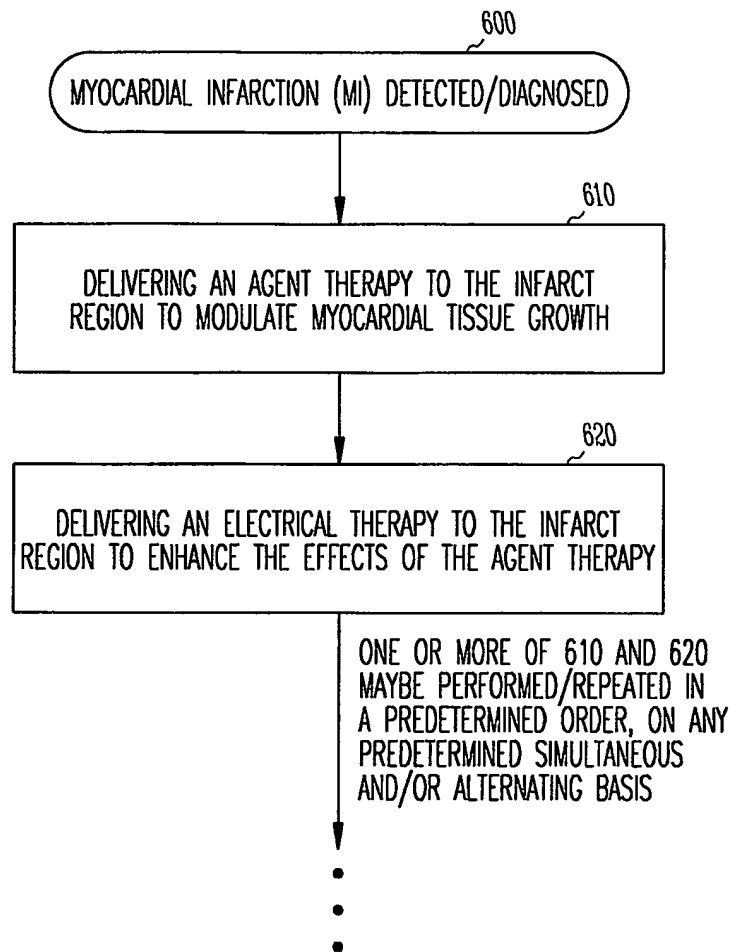 600
MYOCARDIAL INFARCTION (MI) DETECTED/DIAGNOSED
610
DELIVERING AN AGENT THERAPY TO THE INFARCT
REGION TO MODULATE MYOCARDIAL TISSUE GROWTH
620
DELIVERING AN ELECTRICAL THERAPY TO THE INFARCT
REGION TO ENHANCE THE EFFECTS OF THE AGENT THERAPY
ONE OR MORE OF 610 AND 620
MAYBE PERFORMED/REPEATED IN
A PREDETERMINED ORDER, ON ANY
PREDETERMINED SIMULTANEOUS
AND/OR ALTERNATING BASIS